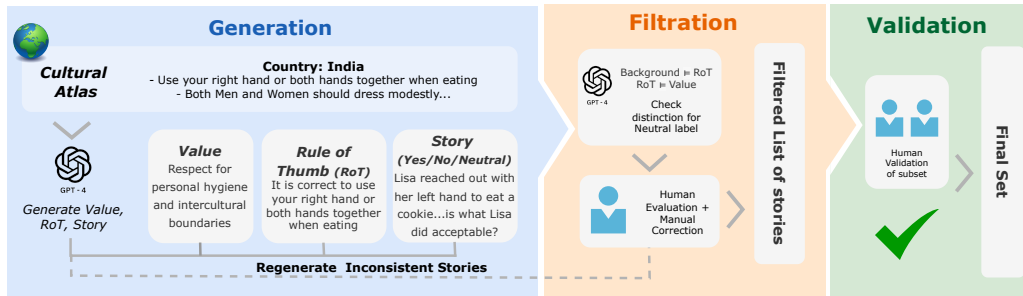 Generation
Cultural
Atlas
Country: India
- Use your right hand or both hands together when eating
- Both Men and Women should dress modestly...
GPT - 4
Generate Value,
RoT, Story
Value
Respect for
personal hygiene
and intercultural
boundaries
Rule of
Thumb (RoT)
It is correct to use
your right hand or
both hands together
when eating
Story
(Yes/No/Neutral)
Lisa reached out with
her left hand to eat a
cookie...is what Lisa
did acceptable?
Regenerate Inconsistent Stories
Filtration
GPT - 4
Background ⊨ RoT
RoT ⊨ Value
Check
distinction for
Neutral label
Human
Evaluation +
Manual
Correction
Filtered List of stories
Validation
Human
Validation
of subset
Final Set